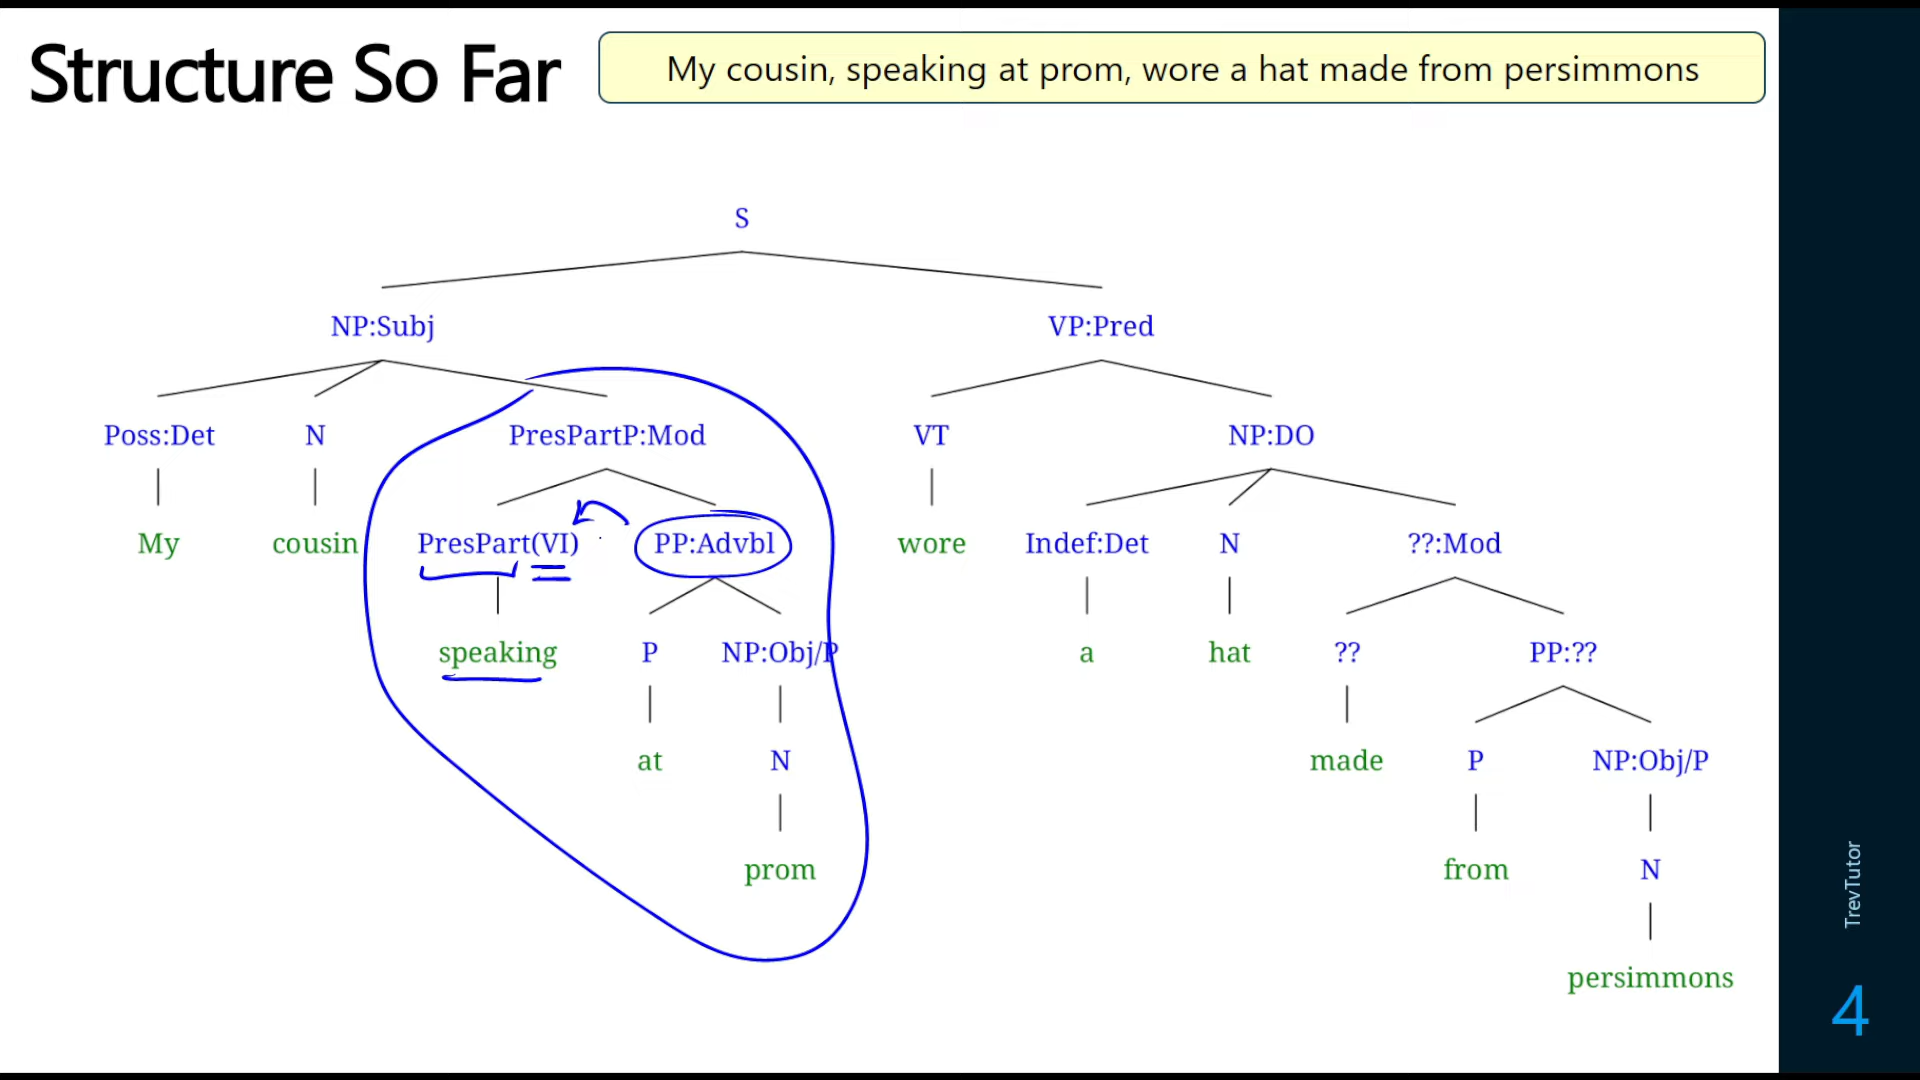 Structure So Far
My cousin, speaking at prom, wore a hat made from persimmons
S
NP:Subj VP:Pred
Poss:Det N PresPartP:Mod VT NP:DO
My cousin PresPart(VI) PP:Advbl wore Indef:Det N ??:Mod
speaking P NP:Obj/P a hat ?? PP:??
at N made P NP:Obj/P
prom from N
persimmons
TrevTutor
4